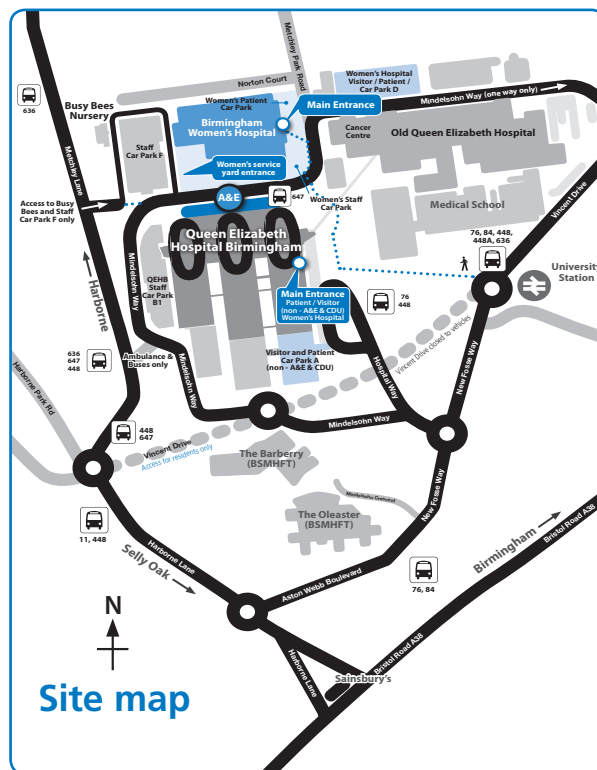 636
Busy Bees
Nursery
Metchley Lane
Norton Court
Metchley Park Road
Women's Hospital
Visitor / Patient /
Car Park D
Mindelsohn Way (one way only)
Women's Patient
Car Park
Main Entrance
Birmingham
Women's Hospital
Staff
Car Park F
Cancer
Centre
Old Queen Elizabeth Hospital
Women's service
yard entrance
A&E
647
Women's Staff
Car Park
Medical School
Vincent Drive
Access to Busy
Bees and Staff
Car Park F only
Queen Elizabeth
Hospital Birmingham
76, 84, 448,
448A, 636
University
Station
Harborne
Mindelsohn Way
QEHB
Staff
Car Park
B1
Main Entrance
Patient / Visitor
(non - A&E & CDU)
Women's Hospital
76
448
636
647
448
Ambulance &
Buses only
Mindelsohn Way
Visitor and Patient
Car Park A
(non - A&E & CDU)
Vincent Drive closed to vehicles
Hospital Way
New Fosse Way
Harborne Park Rd
448
647
Vincent Drive
Access for residents only
Mindelsohn Way
The Barberry
(BSMHFT)
The Oleaster
(BSMHFT)
New Fosse Way
11, 448
Selly Oak
Harborne Lane
Aston Webb Boulevard
76, 84
Birmingham
Bristol Road A38
N
Harborne Lane
Bristol Road A38
Sainsbury's
Site map